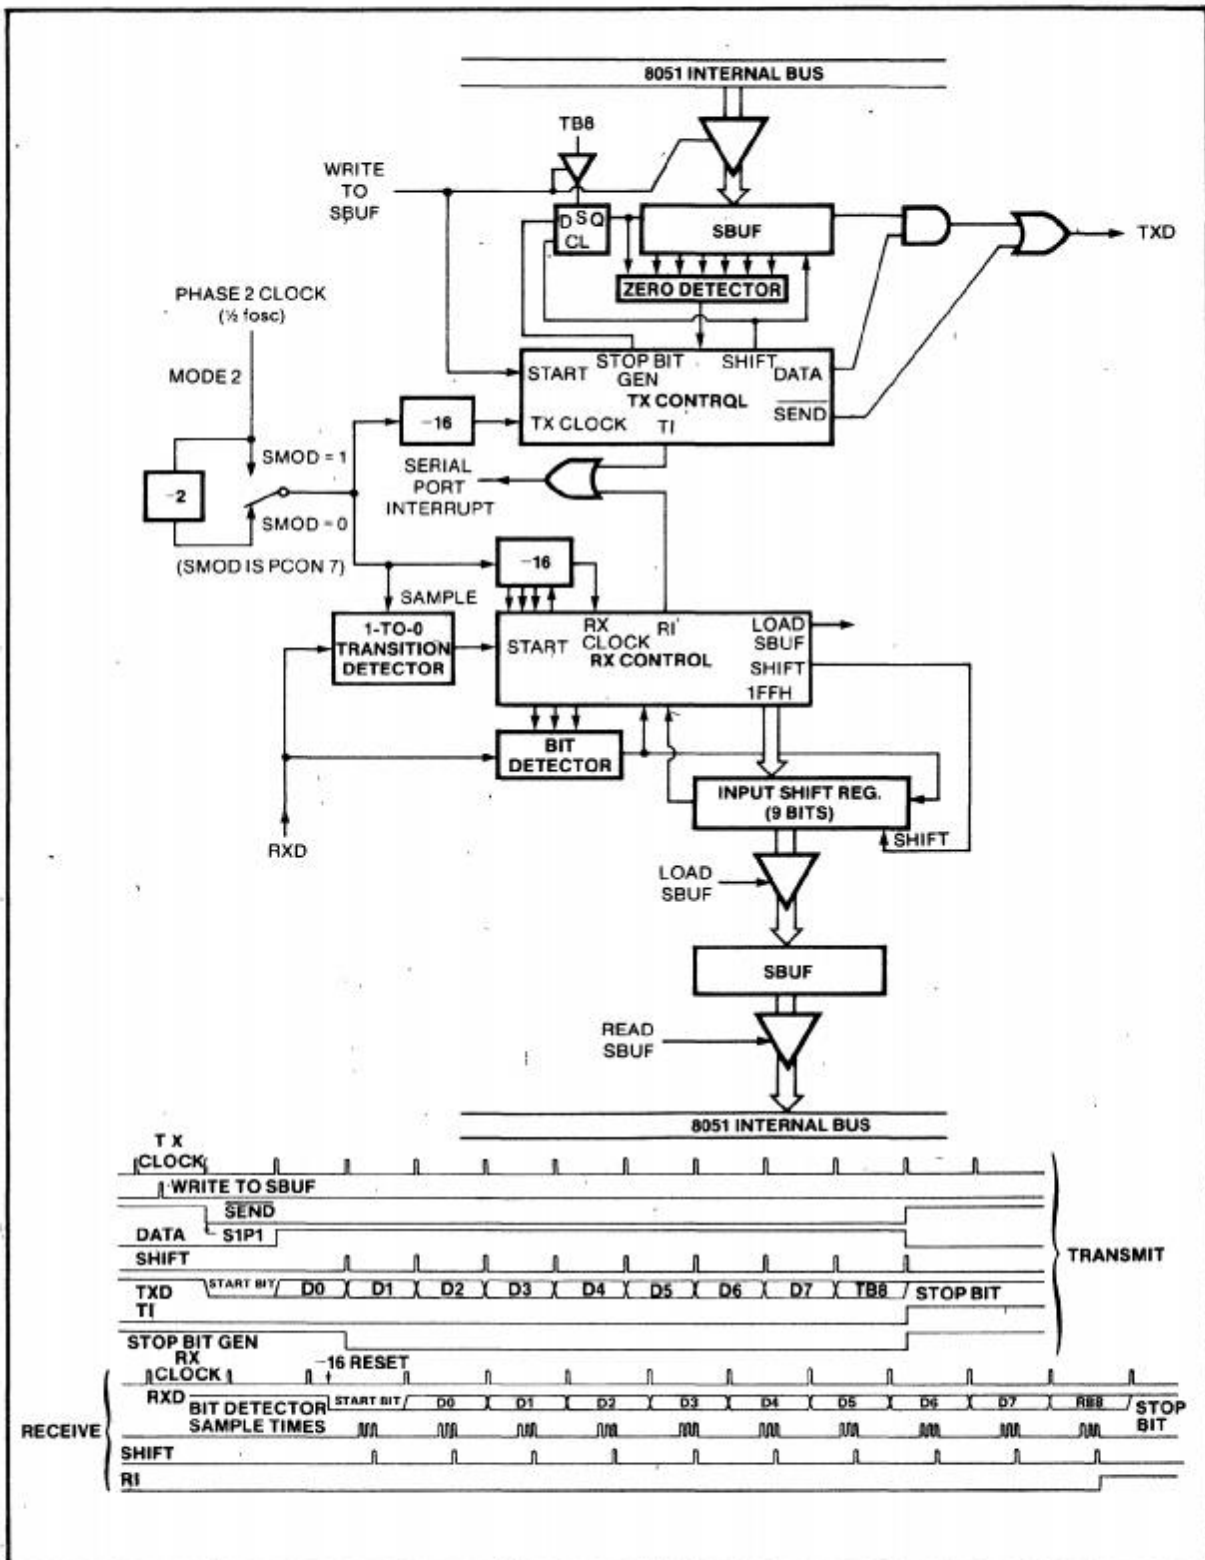 8051 INTERNAL BUS
TB8
WRITE
TO
SBUF
D S Q
CL
SBUF
TXD
ZERO DETECTOR
PHASE 2 CLOCK
(½ fosc)
MODE 2
START
STOP BIT
GEN
SHIFT
DATA
TX CONTROL
SEND
TX CLOCK
TI
−16
SMOD = 1
−2
SMOD = 0
(SMOD IS PCON 7)
SERIAL
PORT
INTERRUPT
−16
SAMPLE
1-TO-0
TRANSITION
DETECTOR
START
RX
CLOCK
RI
LOAD
SBUF
RX CONTROL
SHIFT
1FFH
BIT
DETECTOR
INPUT SHIFT REG.
(9 BITS)
RXD
SHIFT
LOAD
SBUF
SBUF
READ
SBUF
8051 INTERNAL BUS
TX
CLOCK
WRITE TO SBUF
SEND
DATA S1P1
SHIFT
TRANSMIT
TXD START BIT D0 D1 D2 D3 D4 D5 D6 D7 TB8 STOP BIT
TI
STOP BIT GEN
RX
CLOCK −16 RESET
RXD START BIT D0 D1 D2 D3 D4 D5 D6 D7 RB8 STOP BIT
BIT DETECTOR
SAMPLE TIMES
RECEIVE
SHIFT
RI